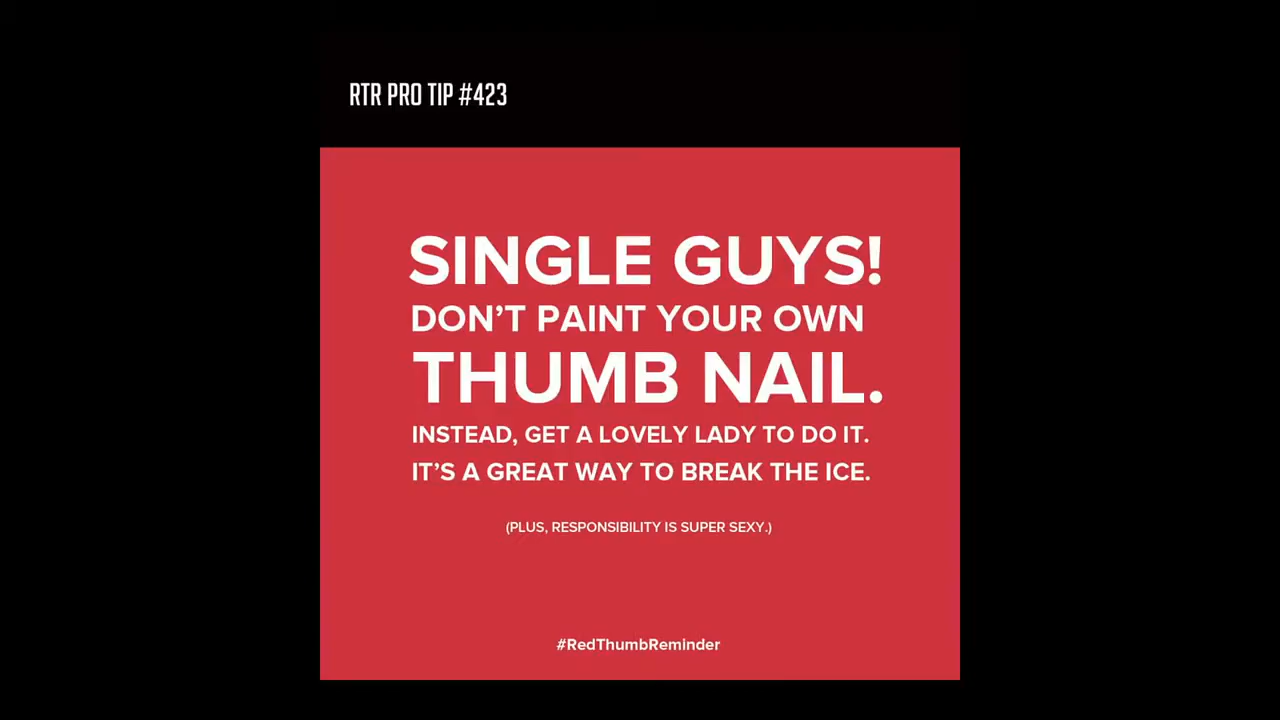 RTR PRO TIP #423
SINGLE GUYS!
DON’T PAINT YOUR OWN
THUMB NAIL.
INSTEAD, GET A LOVELY LADY TO DO IT.
IT’S A GREAT WAY TO BREAK THE ICE.
(PLUS, RESPONSIBILITY IS SUPER SEXY.)
#RedThumbReminder